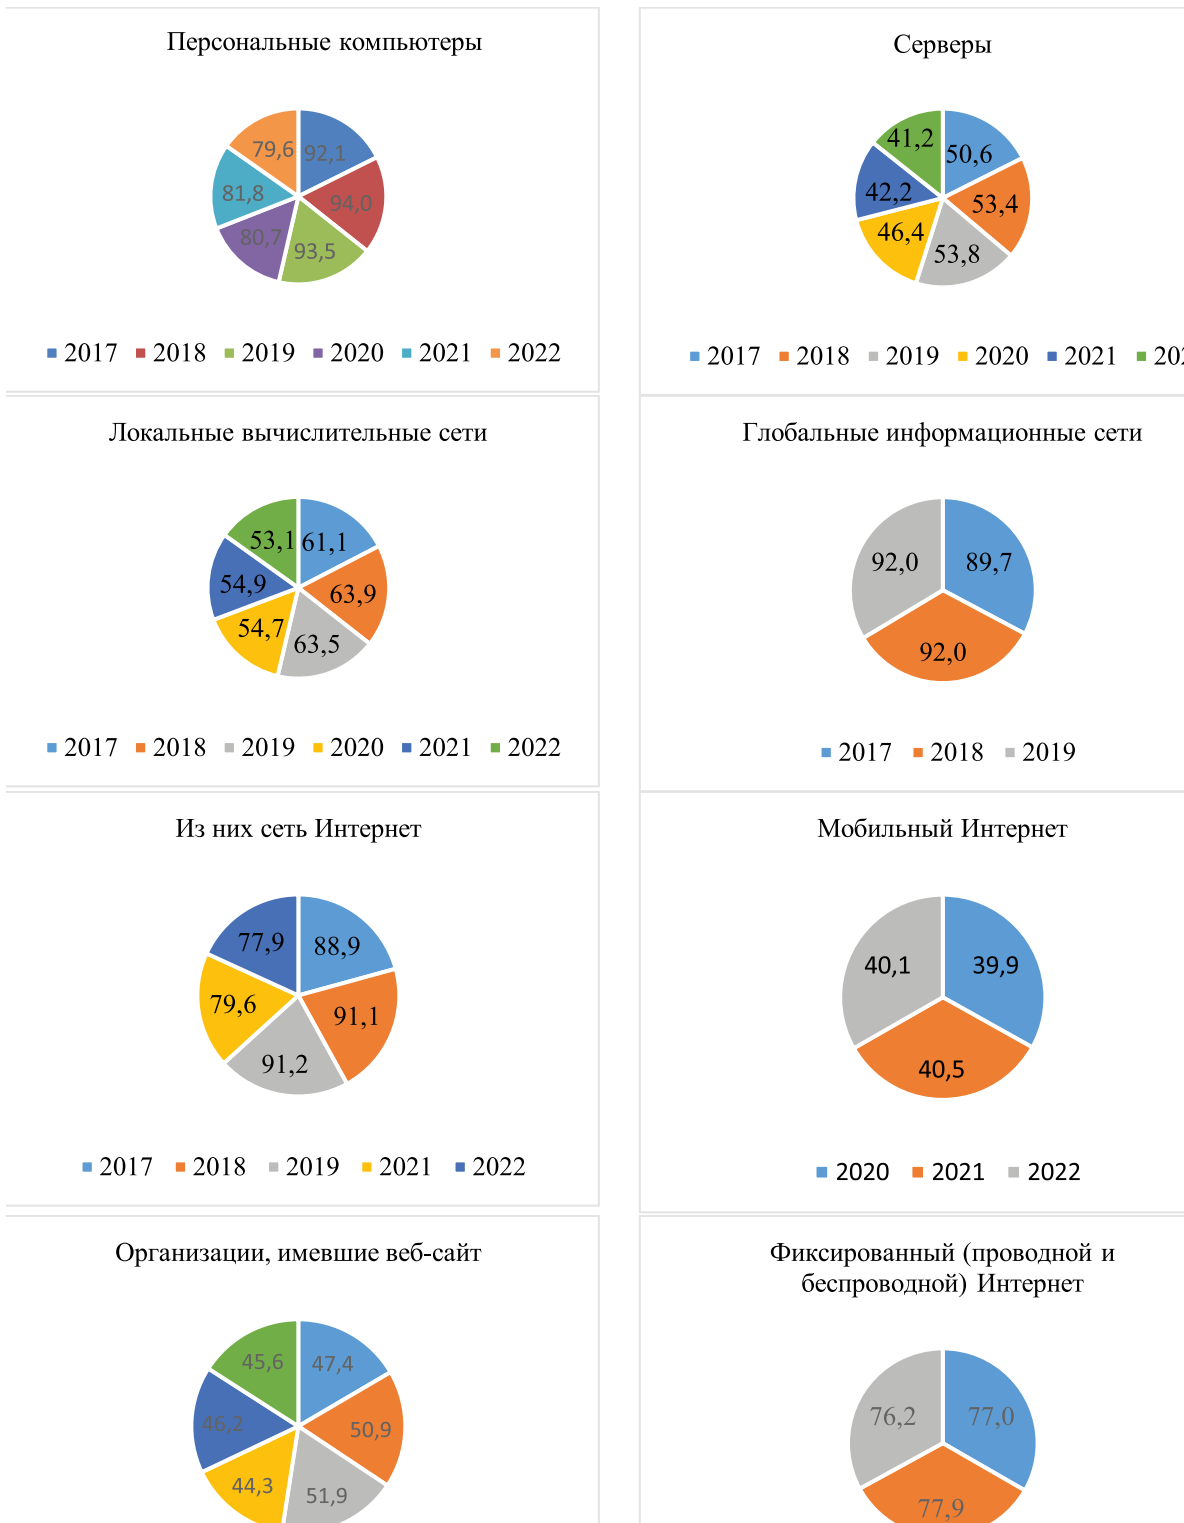 Персональные компьютеры
79,6
92,1
81,8
94,0
80,7
93,5
2017 2018 2019 2020 2021 2022
Серверы
41,2
50,6
42,2
53,4
46,4
53,8
2017 2018 2019 2020 2021
Локальные вычислительные сети
53,1
61,1
54,9
63,9
54,7
63,5
2017 2018 2019 2020 2021 2022
Глобальные информационные сети
92,0
89,7
92,0
2017 2018 2019
Из них сеть Интернет
77,9
88,9
79,6
91,1
91,2
2017 2018 2019 2021 2022
Мобильный Интернет
40,1
39,9
40,5
2020 2021 2022
Организации, имевшие веб-сайт
45,6
47,4
46,2
50,9
44,3
51,9
Фиксированный (проводной и
беспроводной) Интернет
76,2
77,0
77,9